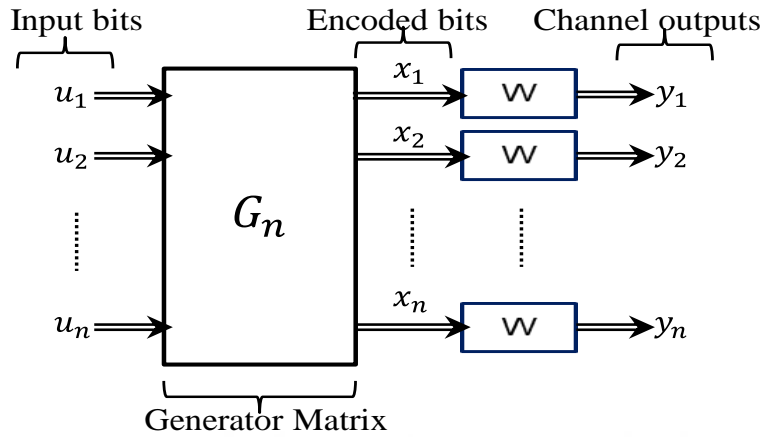 Input bits Encoded bits Channel outputs
u₁ x₁ W y₁
u₂ x₂ W y₂
Gₙ
uₙ xₙ W yₙ
Generator Matrix